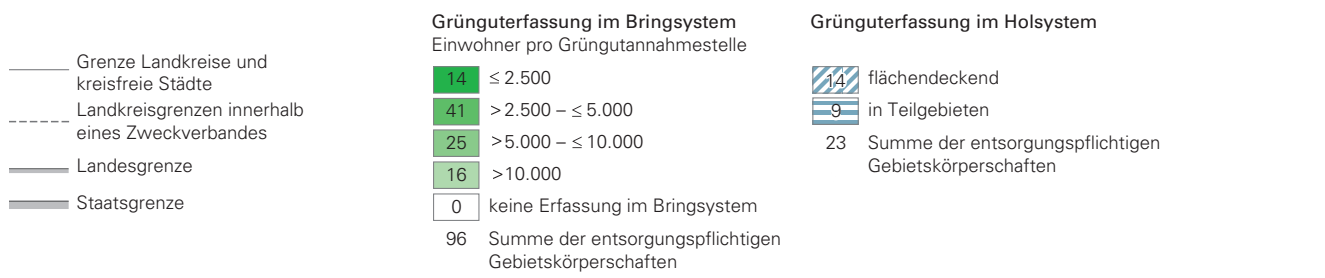 Grenze Landkreise und
kreisfreie Städte
Landkreisgrenzen innerhalb
eines Zweckverbandes
Landesgrenze
Staatsgrenze
Grünguterfassung im Bringsystem
Einwohner pro Grüngutannahmestelle
14 ≤ 2.500
41 >2.500 – ≤ 5.000
25 >5.000 – ≤ 10.000
16 >10.000
0 keine Erfassung im Bringsystem
96 Summe der entsorgungspflichtigen
Gebietskörperschaften
Grünguterfassung im Holsystem
14 flächendeckend
9 in Teilgebieten
23 Summe der entsorgungspflichtigen
Gebietskörperschaften